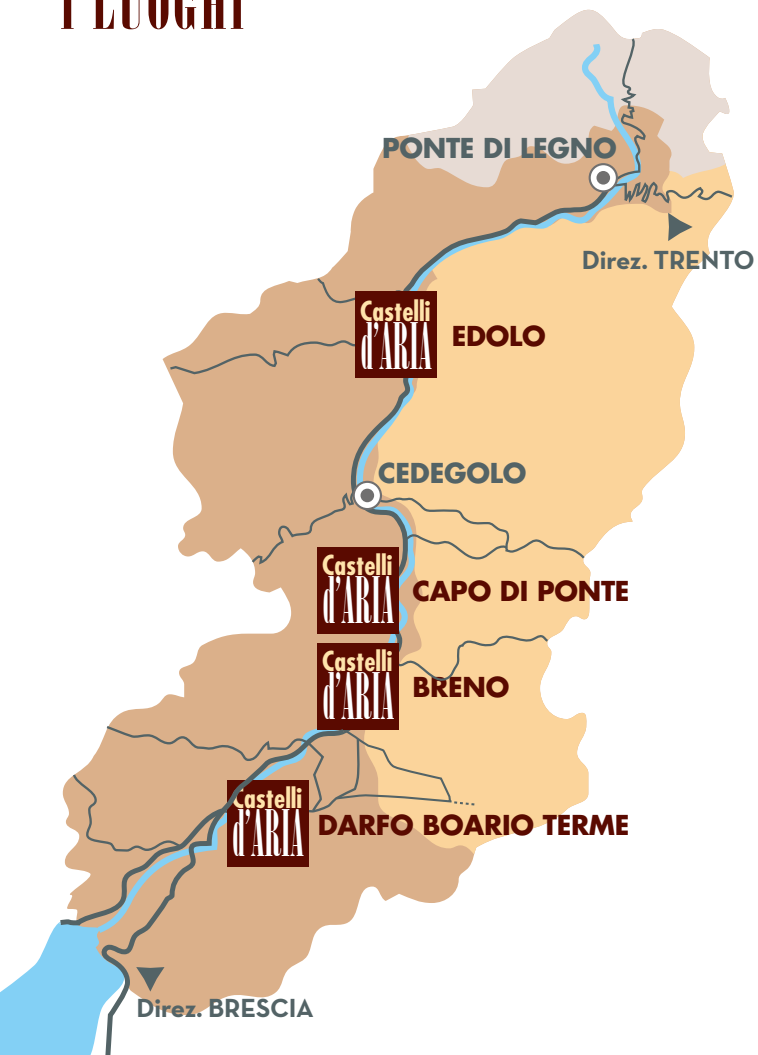 I LUOGHI
PONTE DI LEGNO
Direz. TRENTO
Castelli
d'ARIA
EDOLO
CEDEGOLO
Castelli
d'ARIA
CAPO DI PONTE
Castelli
d'ARIA
BRENO
Castelli
d'ARIA
DARFO BOARIO TERME
Direz. BRESCIA